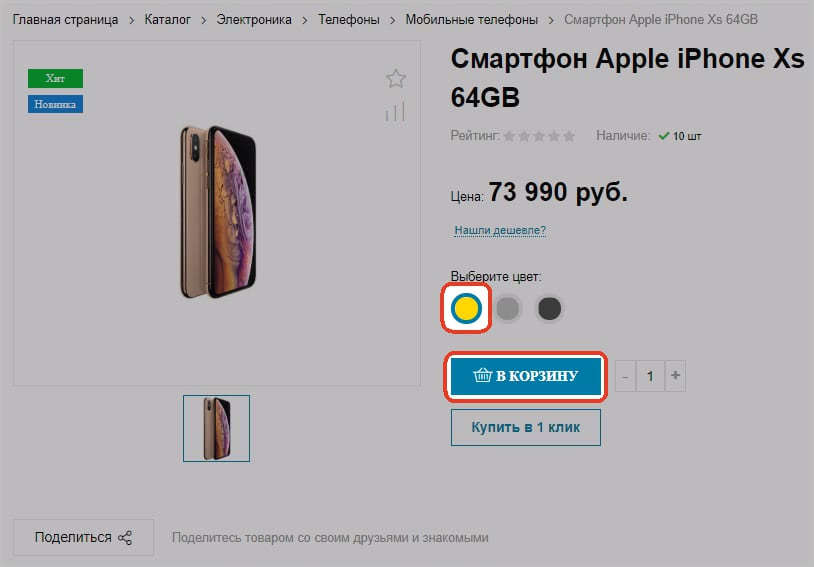 Главная страница > Каталог > Электроника > Телефоны > Мобильные телефоны > Смартфон Apple iPhone Xs 64GB
Хит
Новинка
Смартфон Apple iPhone Xs
64GB
Рейтинг: Наличие: 10 шт
Цена: 73 990 руб.
Нашли дешевле?
Выберите цвет:
В КОРЗИНУ - 1 +
Купить в 1 клик
Поделиться Поделитесь товаром со своим друзьями и знакомыми